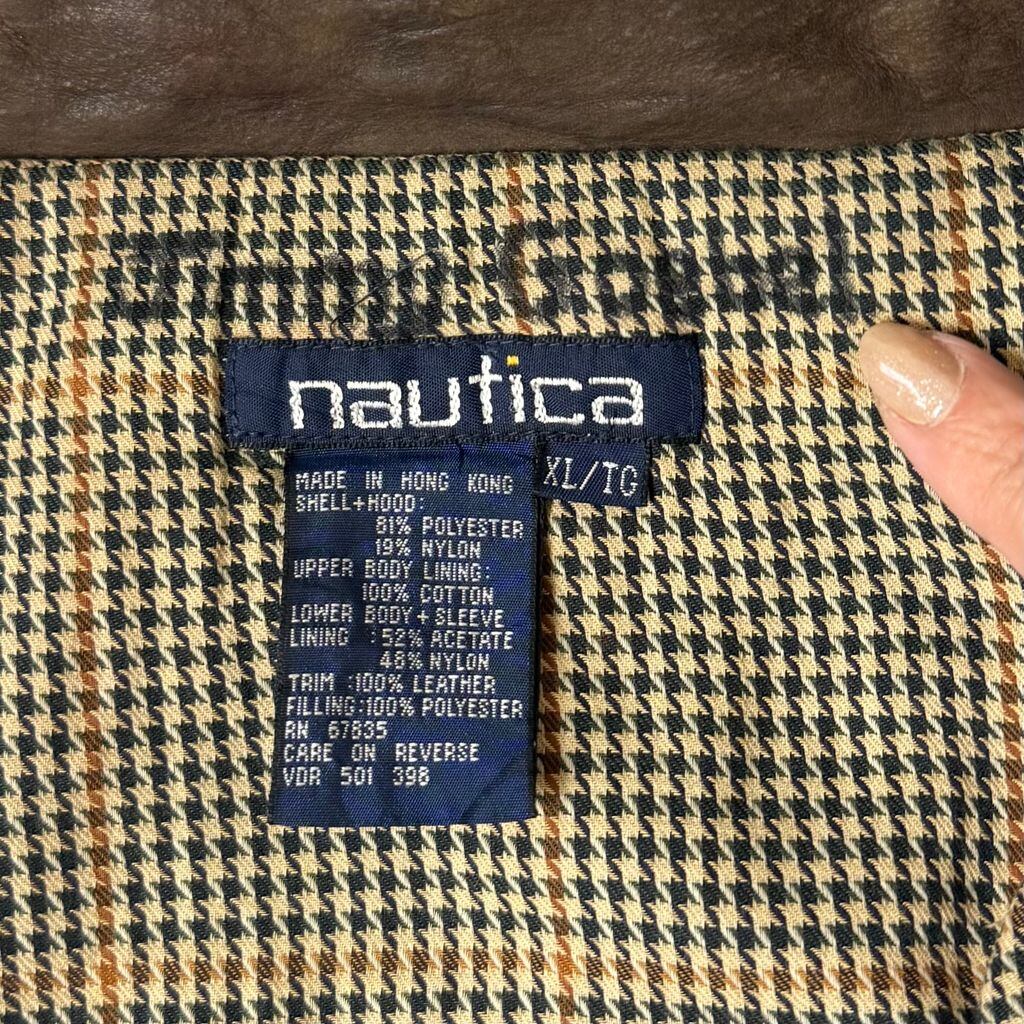 nautica
XL/TG
MADE IN HONG KONG
SHELL+HOOD:
81% POLYESTER
19% NYLON
UPPER BODY LINING:
100% COTTON
LOWER BODY+SLEEVE
LINING :52% ACETATE
48% NYLON
TRIM :100% LEATHER
FILLING:100% POLYESTER
RN 67835
CARE ON REVERSE
VDR 501 398